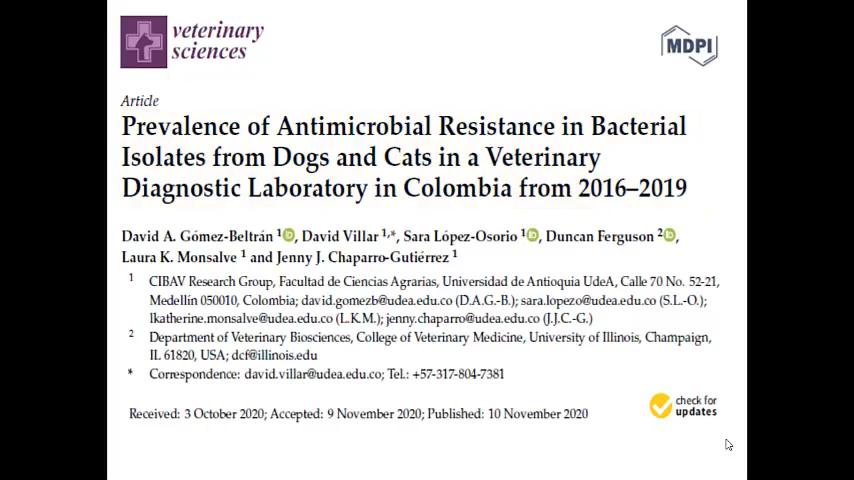 veterinary
sciences
MDPI
Article
Prevalence of Antimicrobial Resistance in Bacterial
Isolates from Dogs and Cats in a Veterinary
Diagnostic Laboratory in Colombia from 2016–2019
David A. Gómez-Beltrán 1 iD, David Villar 1,*, Sara López-Osorio 1 iD, Duncan Ferguson 2 iD,
Laura K. Monsalve 1 and Jenny J. Chaparro-Gutiérrez 1
1 CIBAV Research Group, Facultad de Ciencias Agrarias, Universidad de Antioquia UdeA, Calle 70 No. 52-21,
Medellín 050010, Colombia; david.gomezb@udea.edu.co (D.A.G.-B.); sara.lopezo@udea.edu.co (S.L.-O.);
lkatherine.monsalve@udea.edu.co (L.K.M.); jenny.chaparro@udea.edu.co (J.J.C.-G.)
2 Department of Veterinary Biosciences, College of Veterinary Medicine, University of Illinois, Champaign,
IL 61820, USA; dcf@illinois.edu
* Correspondence: david.villar@udea.edu.co; Tel.: +57-317-804-7381
Received: 3 October 2020; Accepted: 9 November 2020; Published: 10 November 2020
check for
updates